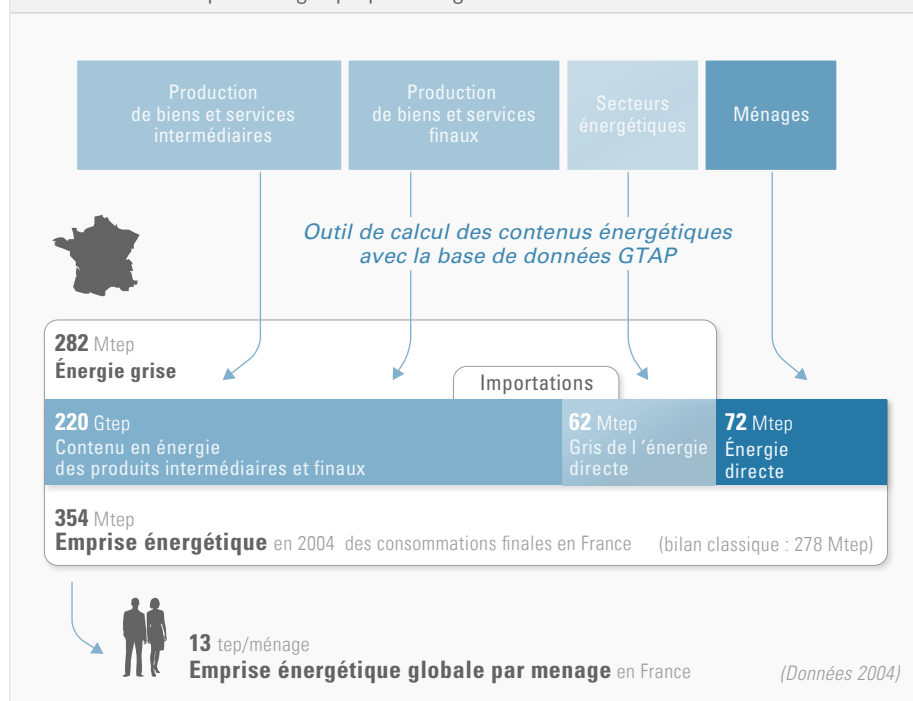 Production
de biens et services
intermédiaires
Production
de biens et services
finaux
Secteurs
énergétiques
Ménages
Outil de calcul des contenus énergétiques
avec la base de données GTAP
282 Mtep
Énergie grise
Importations
220 Gtep
Contenu en énergie
des produits intermédiaires et finaux
62 Mtep
Gris de l ‘énergie
directe
72 Mtep
Énergie
directe
354 Mtep
Emprise énergétique en 2004 des consommations finales en France (bilan classique : 278 Mtep)
13 tep/ménage
Emprise énergétique globale par menage en France
(Données 2004)